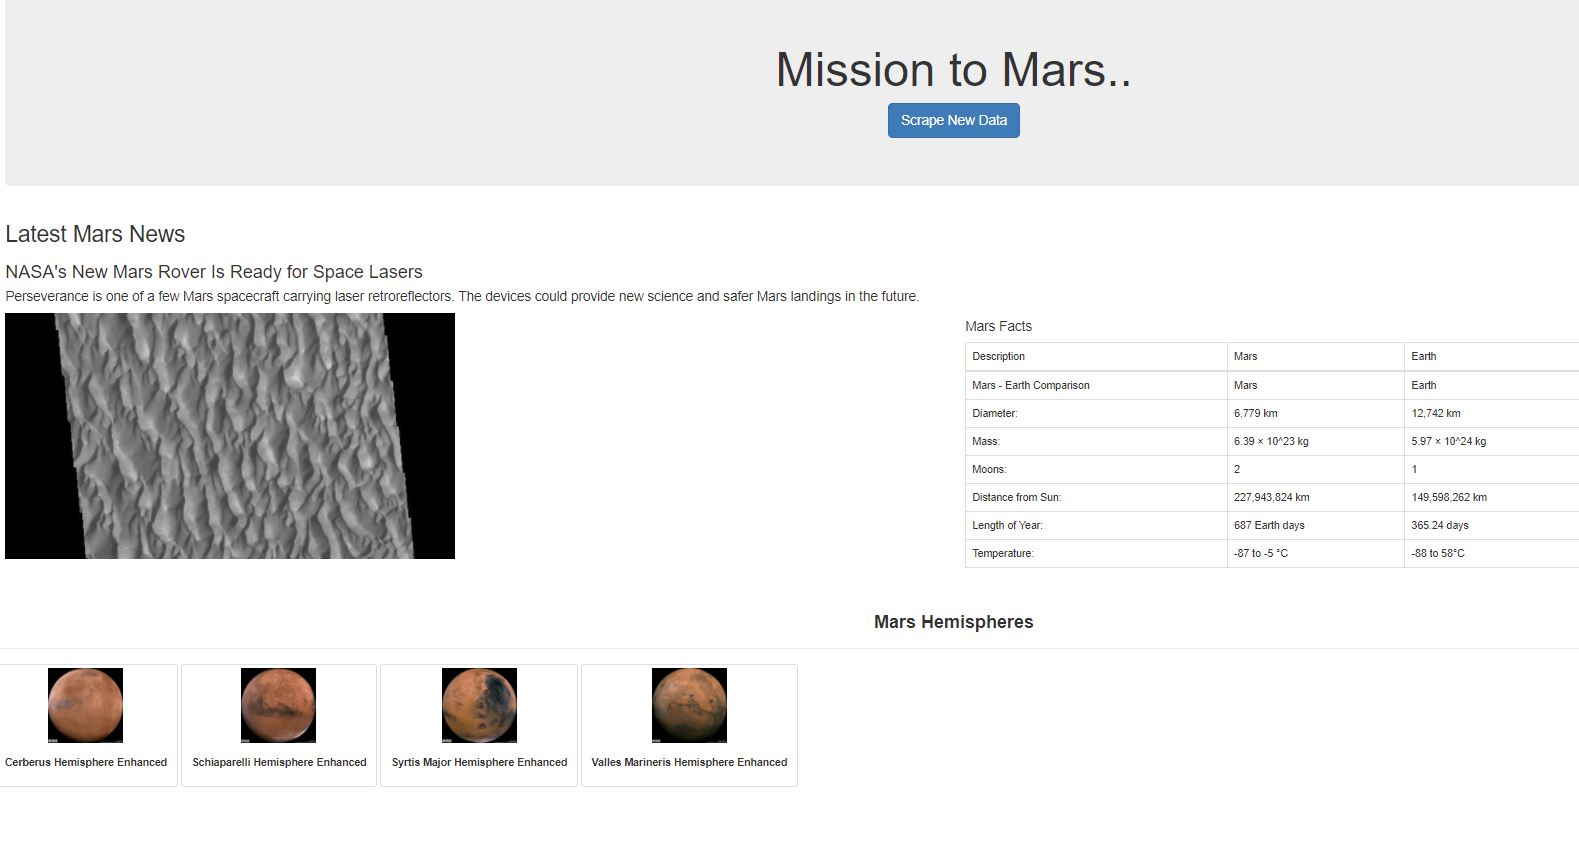 Mission to Mars..
Scrape New Data
Latest Mars News
NASA's New Mars Rover Is Ready for Space Lasers
Perseverance is one of a few Mars spacecraft carrying laser retroreflectors. The devices could provide new science and safer Mars landings in the future.
Mars Facts
Description Mars Earth
Mars - Earth Comparison Mars Earth
Diameter: 6,779 km 12,742 km
Mass: 6.39 × 10^23 kg 5.97 × 10^24 kg
Moons: 2 1
Distance from Sun: 227,943,824 km 149,598,262 km
Length of Year: 687 Earth days 365.24 days
Temperature: -87 to -5 °C -88 to 58°C
Mars Hemispheres
Cerberus Hemisphere Enhanced
Schiaparelli Hemisphere Enhanced
Syrtis Major Hemisphere Enhanced
Valles Marineris Hemisphere Enhanced